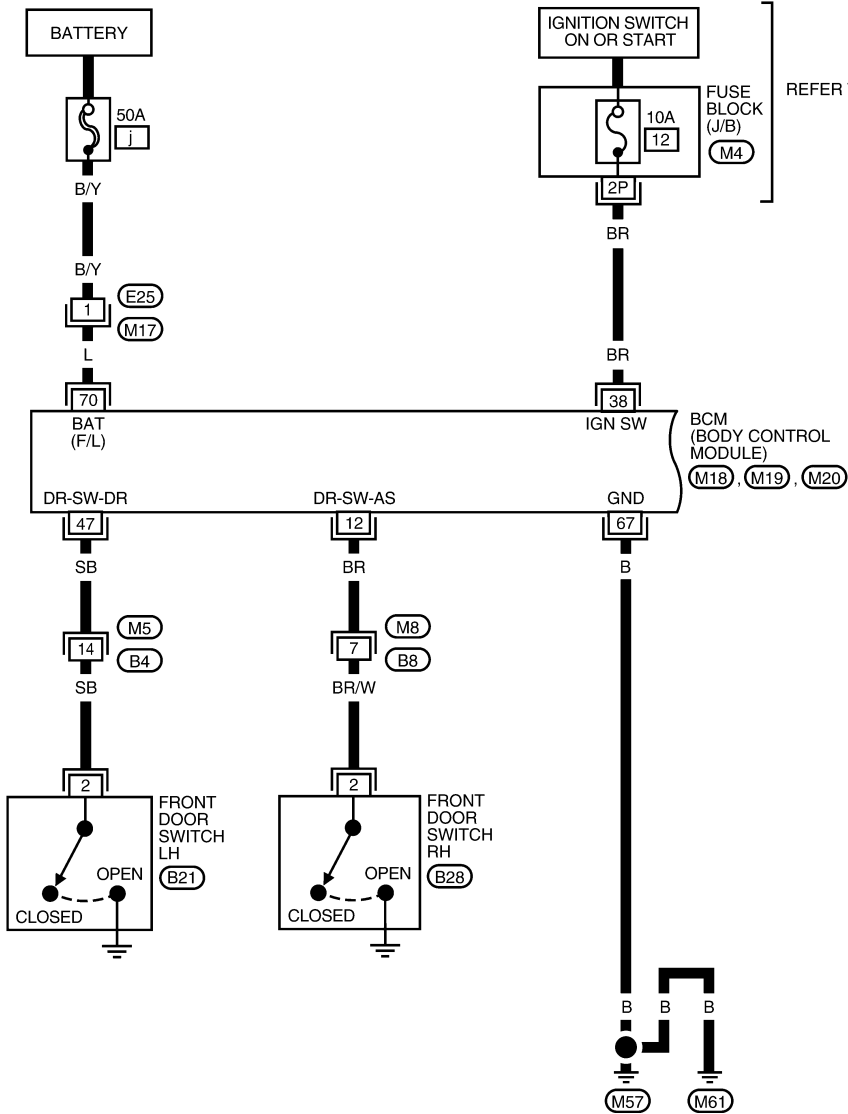 BATTERY
IGNITION SWITCH
ON OR START
50A
j
10A
12
FUSE
BLOCK
(J/B)
M4
REFER
2P
B/Y
BR
B/Y
E25
1
M17
L
BR
70
38
BAT
(F/L)
IGN SW
BCM
(BODY CONTROL
MODULE)
M18 , M19 , M20
DR-SW-DR
DR-SW-AS
GND
47
12
67
SB
BR
B
M5
14
B4
M8
7
B8
SB
BR/W
2
2
FRONT
DOOR
SWITCH
LH
B21
OPEN
CLOSED
FRONT
DOOR
SWITCH
RH
B28
OPEN
CLOSED
B
B
B
M57
M61